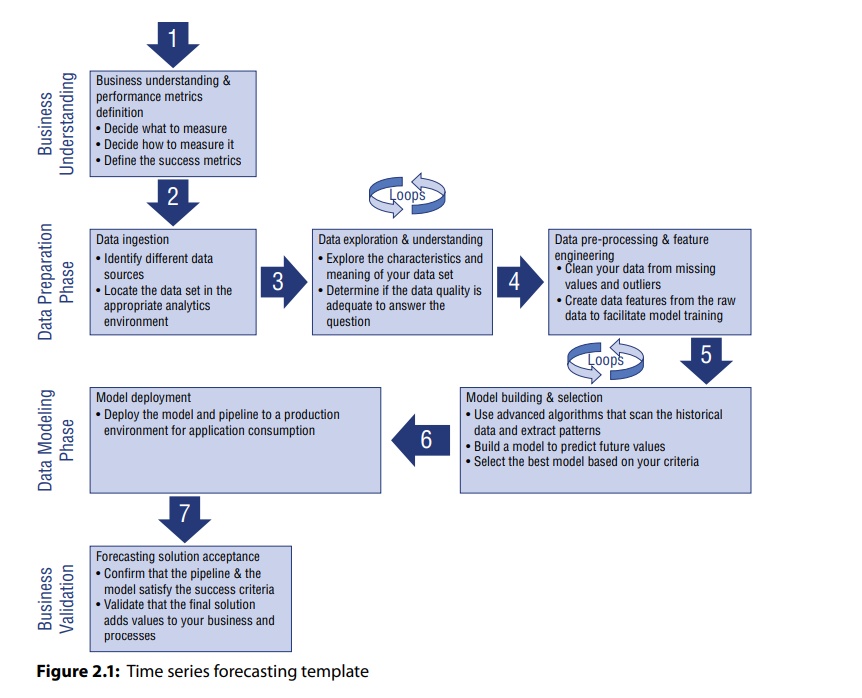 1
Business
Understanding
Business understanding &
performance metrics
definition
• Decide what to measure
• Decide how to measure it
• Define the success metrics
2
Loops
Data Preparation
Phase
Data ingestion
• Identify different data
sources
• Locate the data set in the
appropriate analytics
environment
3
Data exploration & understanding
• Explore the characteristics and
meaning of your data set
• Determine if the data quality is
adequate to answer the
question
4
Data pre-processing & feature
engineering
• Clean your data from missing
values and outliers
• Create data features from the raw
data to facilitate model training
Loops
5
Data Modeling
Phase
Model deployment
• Deploy the model and pipeline to a production
environment for application consumption
6
Model building & selection
• Use advanced algorithms that scan the historical
data and extract patterns
• Build a model to predict future values
• Select the best model based on your criteria
7
Business
Validation
Forecasting solution acceptance
• Confirm that the pipeline & the
model satisfy the success criteria
• Validate that the final solution
adds values to your business and
processes
Figure 2.1: Time series forecasting template